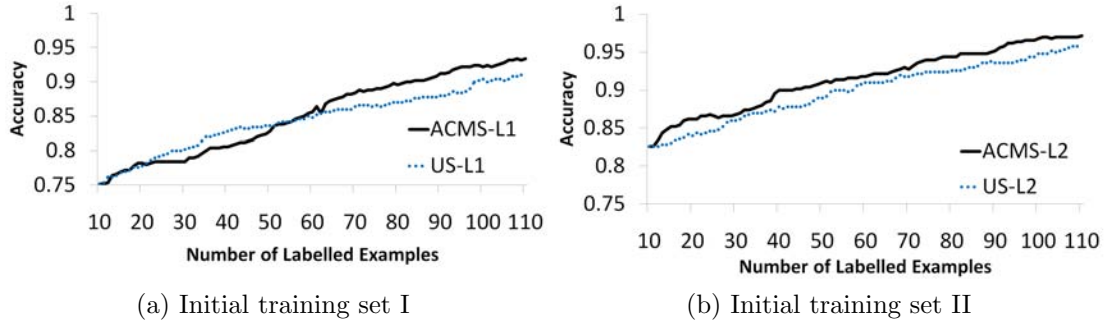 1
0.95
0.9
0.85
0.8
0.75
Accuracy
ACMS-L1
US-L1
10 20 30 40 50 60 70 80 90 100 110
Number of Labelled Examples
(a) Initial training set I
1
0.95
0.9
0.85
0.8
0.75
Accuracy
ACMS-L2
US-L2
10 20 30 40 50 60 70 80 90 100 110
Number of Labelled Examples
(b) Initial training set II